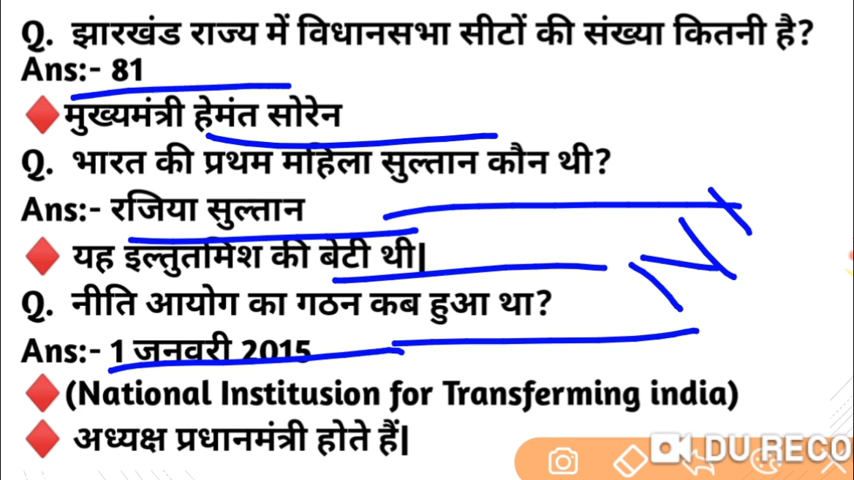 Q. झारखंड राज्य में विधानसभा सीटों की संख्या कितनी है?
Ans:- 81
मुख्यमंत्री हेमंत सोरेन
Q. भारत की प्रथम महिला सुल्तान कौन थी?
Ans:- रजिया सुल्तान
यह इल्तुतमिश की बेटी थी|
Q. नीति आयोग का गठन कब हुआ था?
Ans:- 1 जनवरी 2015
(National Institusion for Transferming india)
अध्यक्ष प्रधानमंत्री होते हैं|
DU RECO